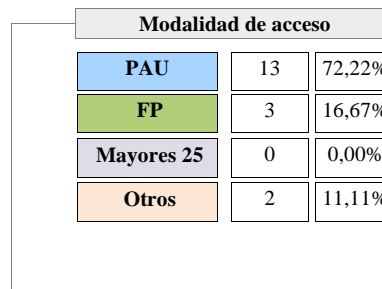 Modalidad de acceso
PAU 13 72,22%
FP 3 16,67%
Mayores 25 0 0,00%
Otros 2 11,11%